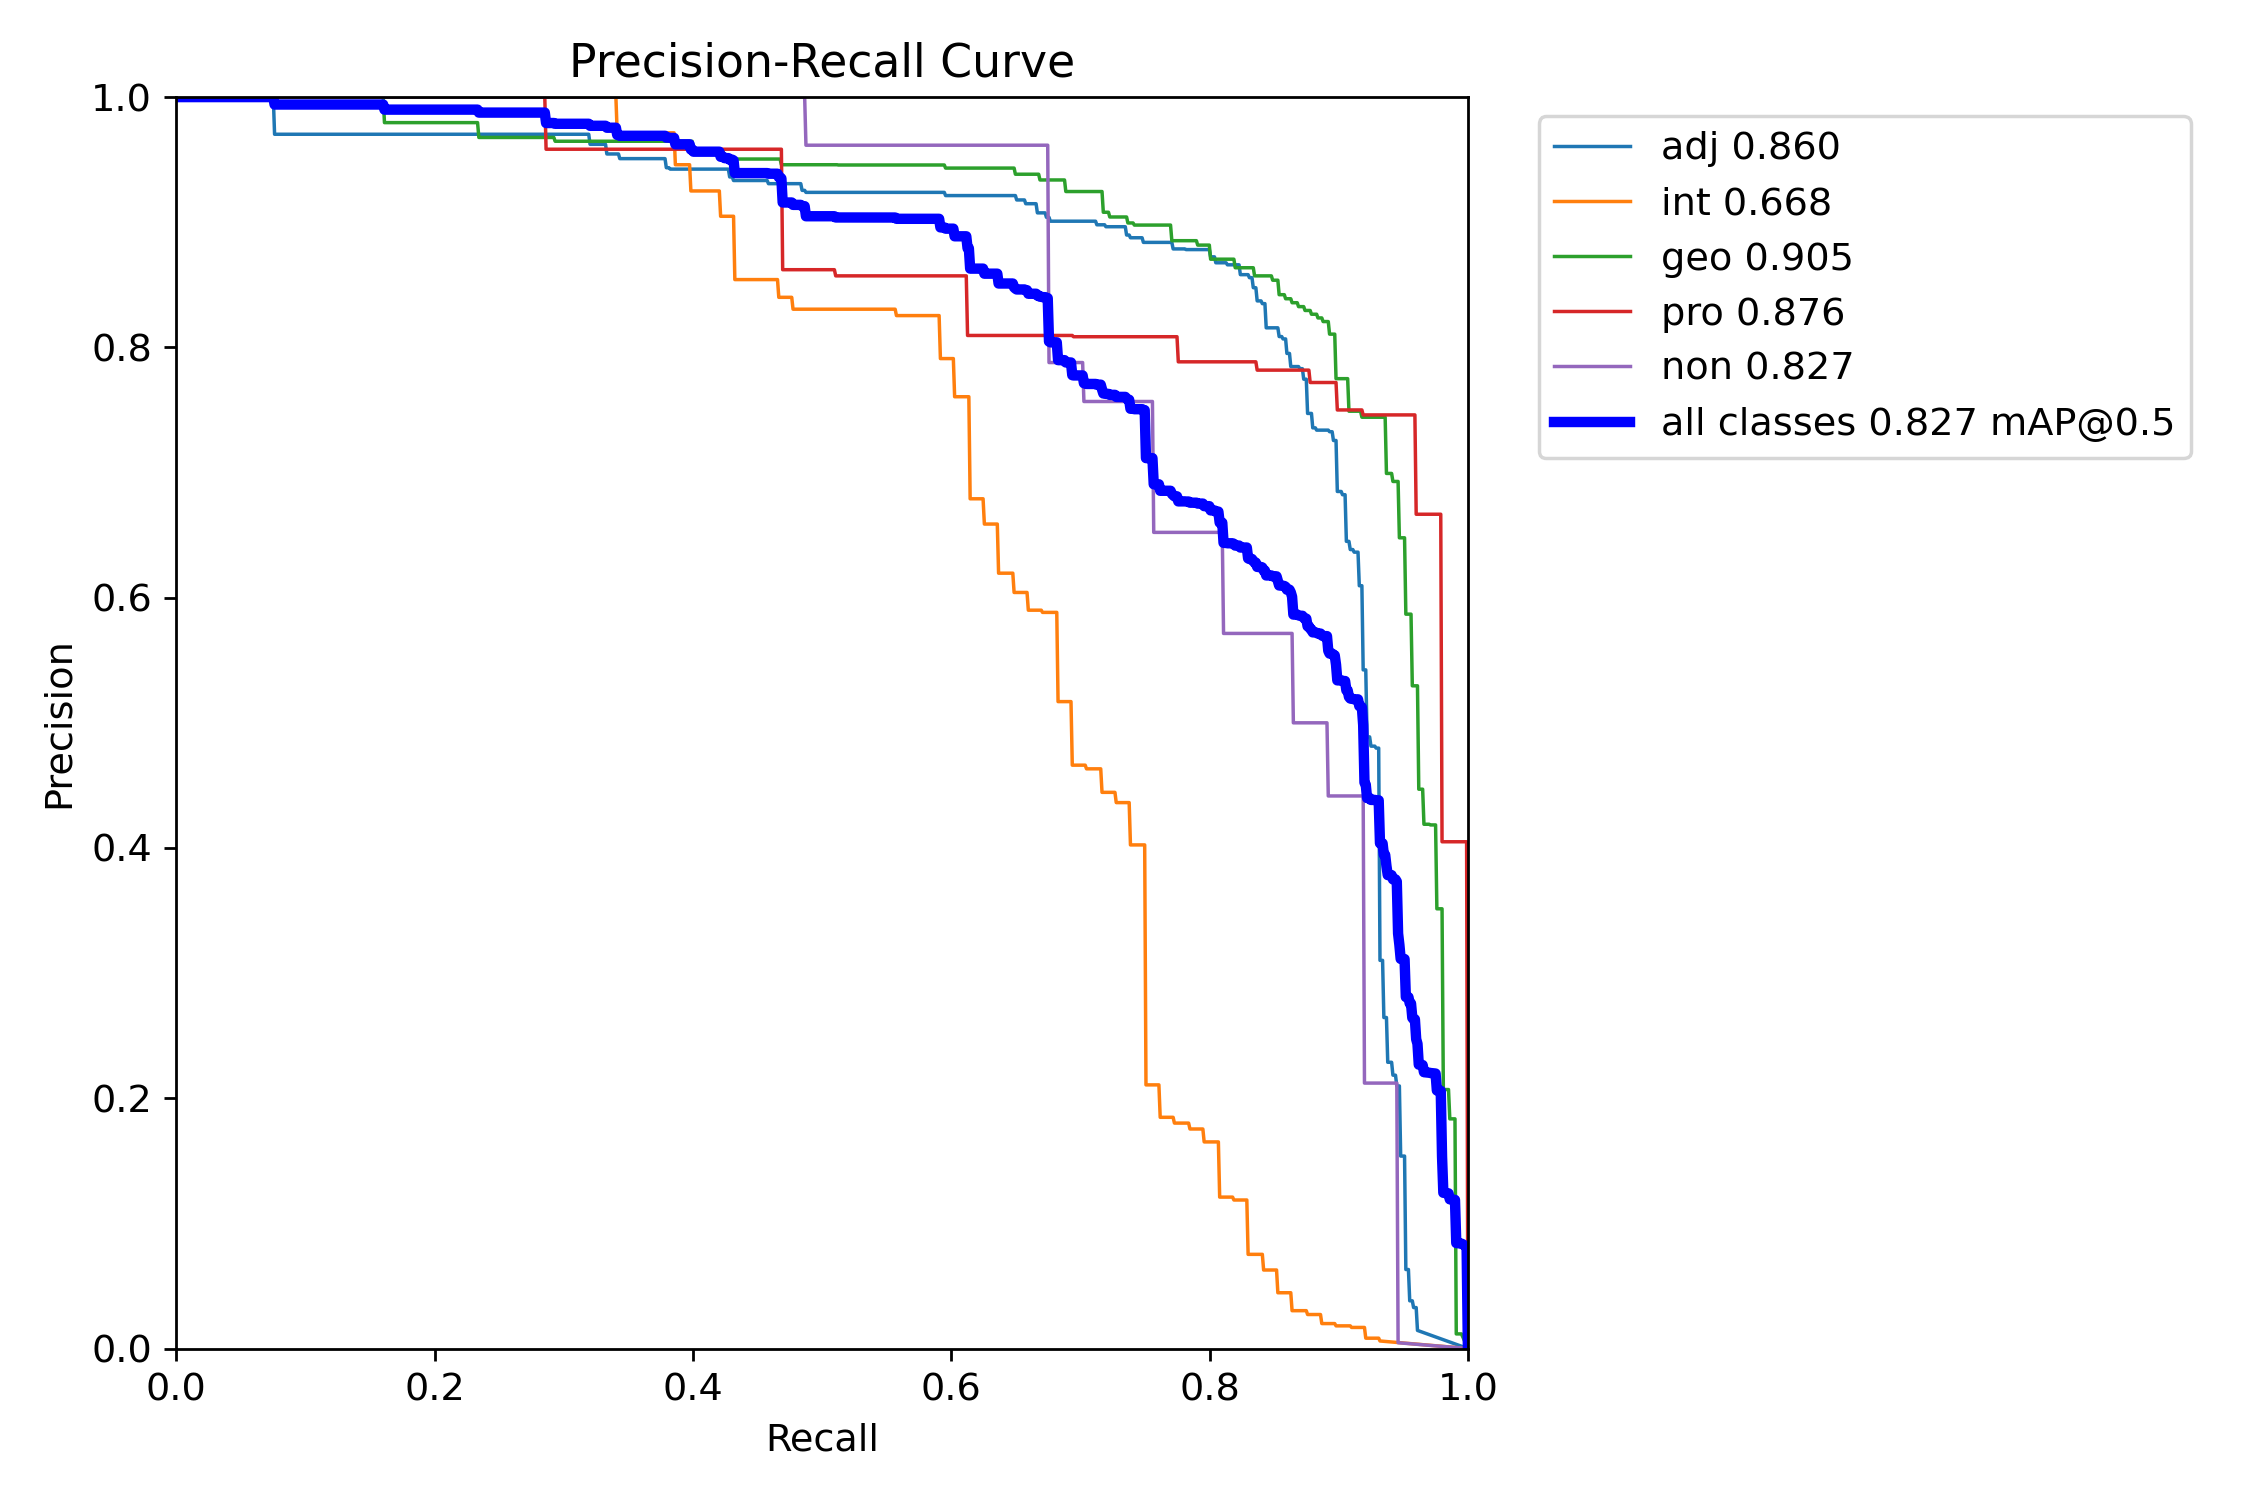 Precision-Recall Curve
1.0
0.8
0.6
0.4
0.2
0.0
Precision
0.0 0.2 0.4 0.6 0.8 1.0
Recall
adj 0.860
int 0.668
geo 0.905
pro 0.876
non 0.827
all classes 0.827 mAP@0.5